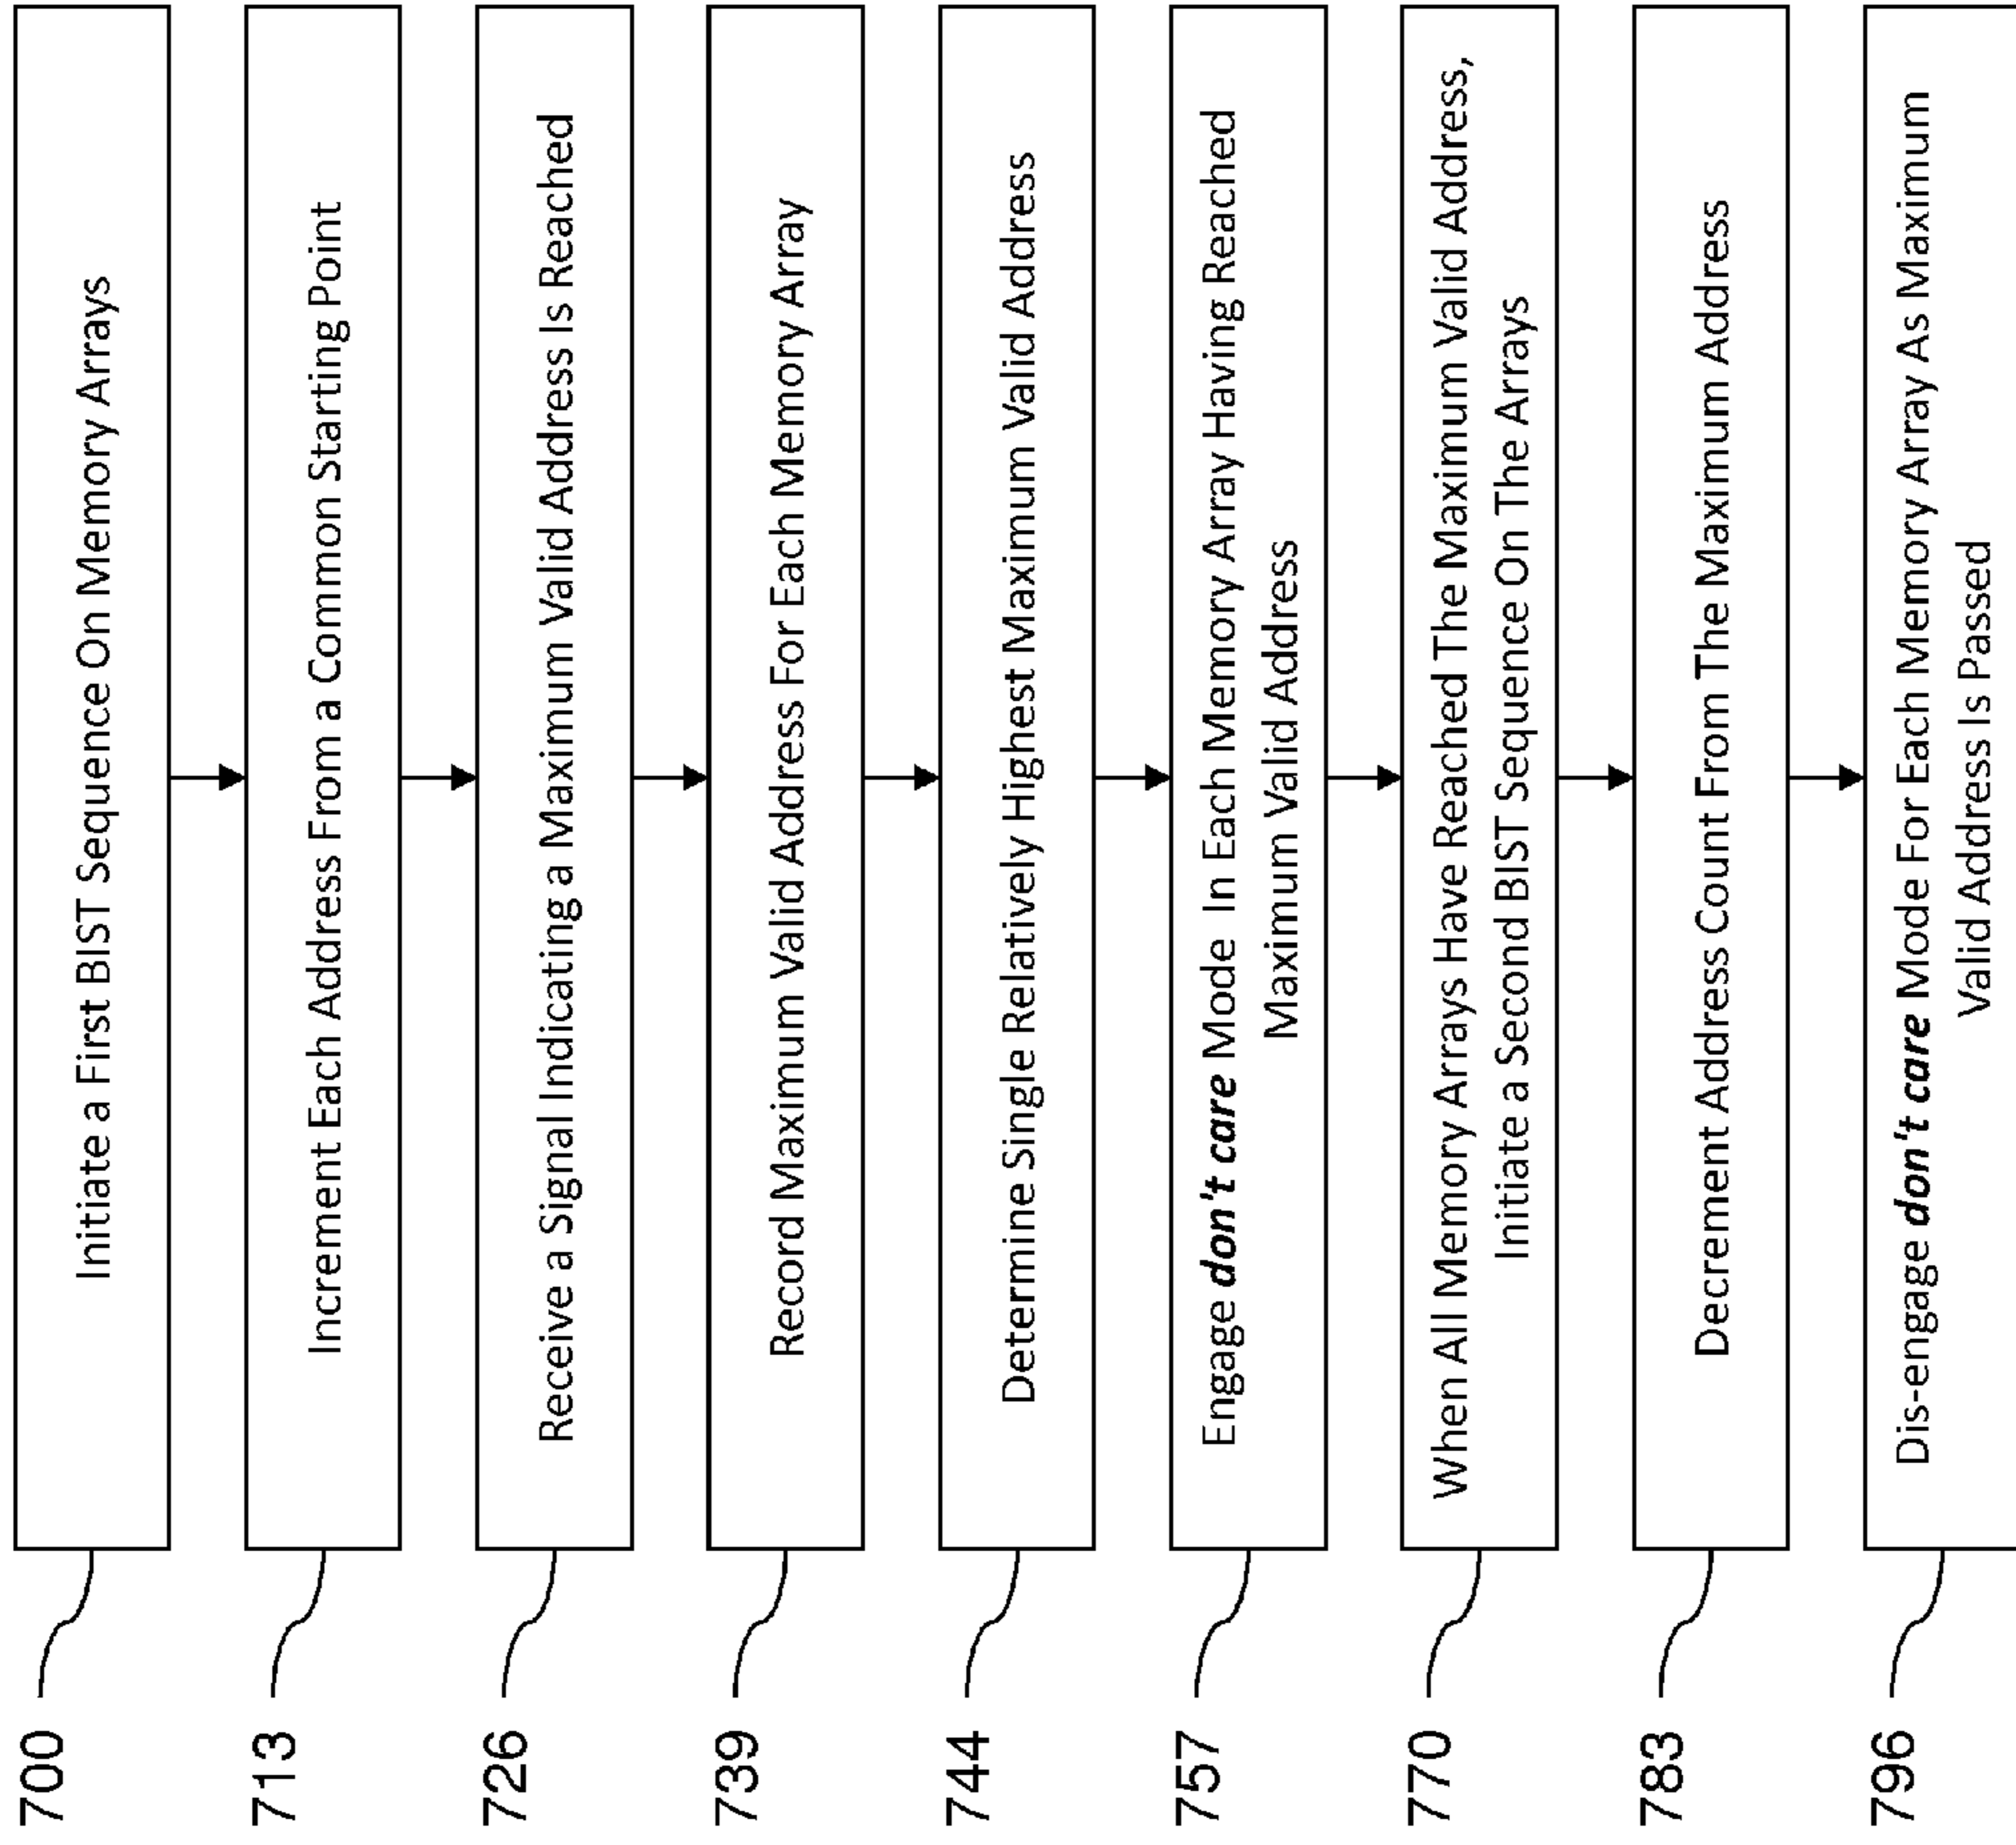 700
Initiate a First BIST Sequence On Memory Arrays
713
Increment Each Address From a Common Starting Point
726
Receive a Signal Indicating a Maximum Valid Address Is Reached
739
Record Maximum Valid Address For Each Memory Array
744
Determine Single Relatively Highest Maximum Valid Address
757
Engage don't care Mode In Each Memory Array Having Reached
Maximum Valid Address
770
When All Memory Arrays Have Reached The Maximum Valid Address,
Initiate a Second BIST Sequence On The Arrays
783
Decrement Address Count From The Maximum Address
796
Dis-engage don't care Mode For Each Memory Array As Maximum
Valid Address Is Passed